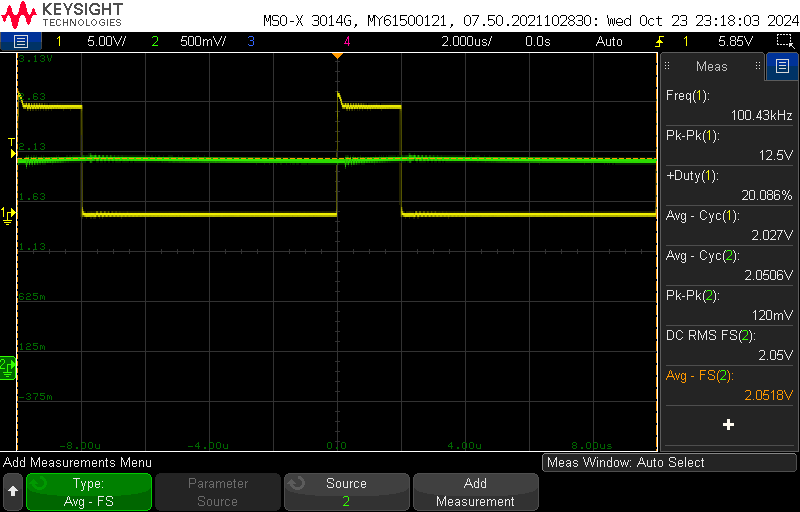 KEYSIGHT
TECHNOLOGIES
MSO-X 3014G, MY61500121, 07.50.2021102830: Wed Oct 23 23:18:03 2024
1 5.00V/ 2 500mV/ 3 4 2.000us/ 0.0s Auto 1 5.85V
3.13V
2.63
2.13
1.63
1.13
625m
125m
-375m
T
1
2
-8.00u -4.00u 0.0 4.00u 8.00us
Meas
Freq(1):
100.43kHz
Pk-Pk(1):
12.5V
+Duty(1):
20.086%
Avg - Cyc(1):
2.027V
Avg - Cyc(2):
2.0506V
Pk-Pk(2):
120mV
DC RMS FS(2):
2.05V
Avg - FS(2):
2.0518V
Add Measurements Menu
Meas Window: Auto Select
Type:
Avg - FS
Parameter
Source
Source
2
Add
Measurement